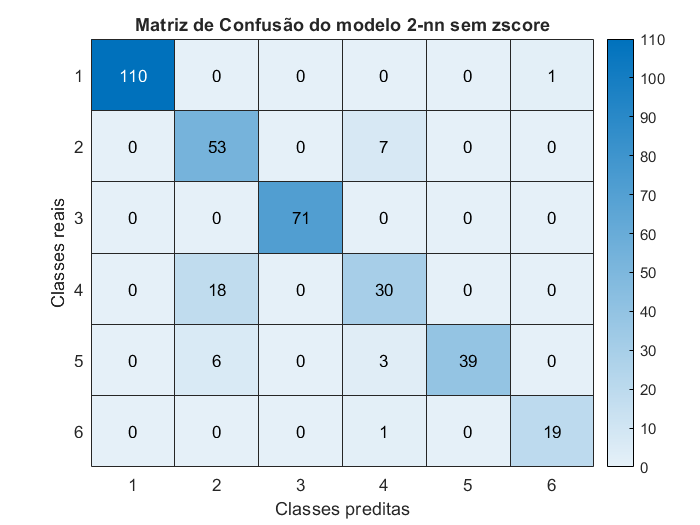 Matriz de Confusão do modelo 2-nn sem zscore
Classes reais
1 110 0 0 0 0 1
2 0 53 0 7 0 0
3 0 0 71 0 0 0
4 0 18 0 30 0 0
5 0 6 0 3 39 0
6 0 0 0 1 0 19
1 2 3 4 5 6
Classes preditas
110
100
90
80
70
60
50
40
30
20
10
0